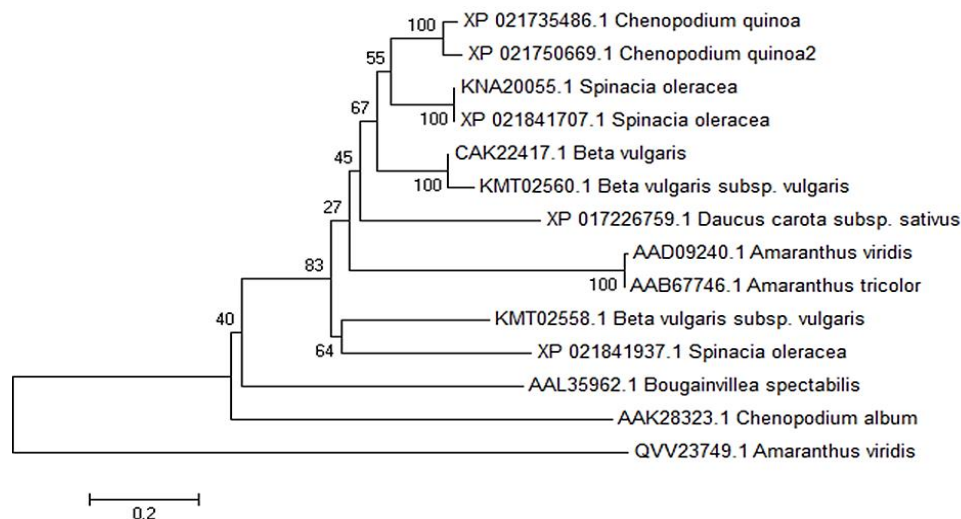 XP 021735486.1 Chenopodium quinoa
100
XP 021750669.1 Chenopodium quinoa2
55
KNA20055.1 Spinacia oleracea
67
100
XP 021841707.1 Spinacia oleracea
CAK22417.1 Beta vulgaris
45
100
KMT02560.1 Beta vulgaris subsp. vulgaris
27
XP 017226759.1 Daucus carota subsp. sativus
AAD09240.1 Amaranthus viridis
83
100
AAB67746.1 Amaranthus tricolor
40
KMT02558.1 Beta vulgaris subsp. vulgaris
64
XP 021841937.1 Spinacia oleracea
AAL35962.1 Bougainvillea spectabilis
AAK28323.1 Chenopodium album
QVV23749.1 Amaranthus viridis
0.2